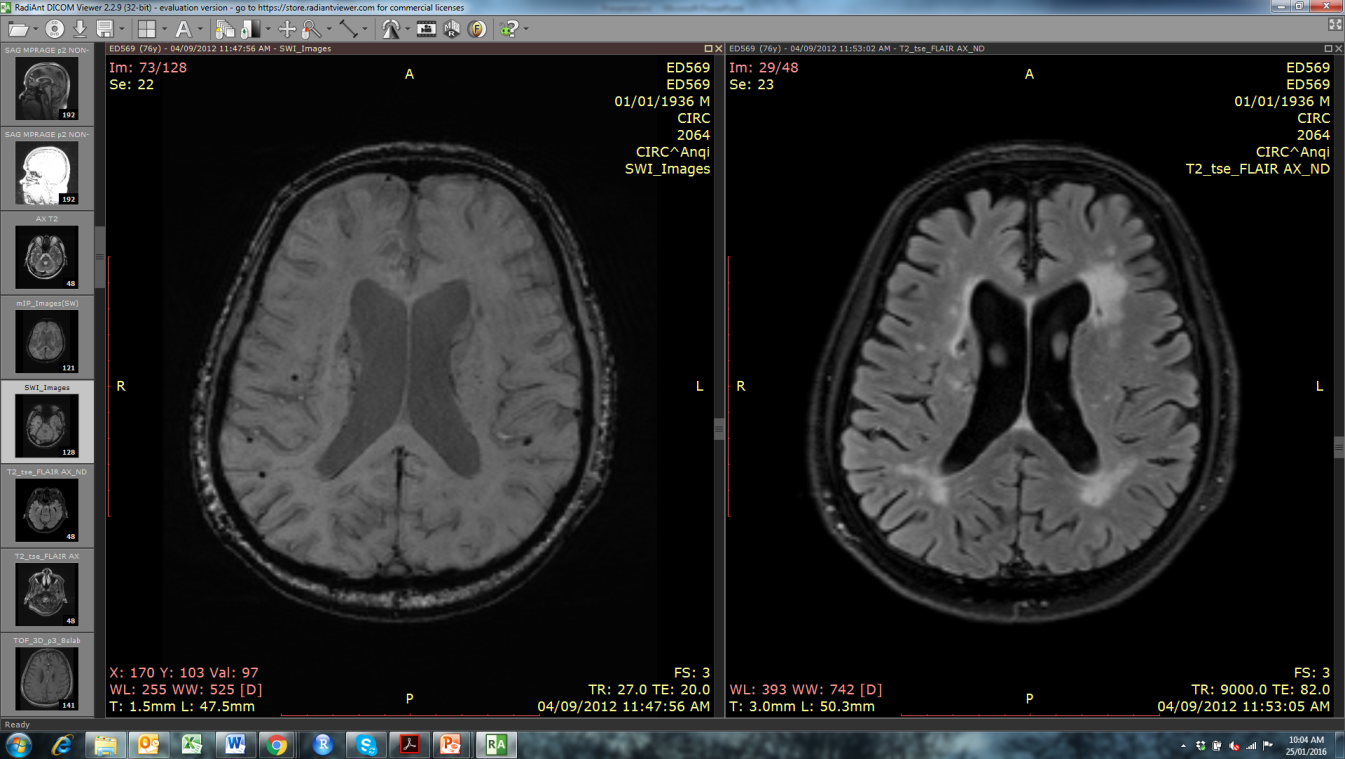 RadiAnt DICOM Viewer 2.2.9 (32-bit) - evaluation version - go to https://store.radiantviewer.com for commercial licenses
SAG MPRAGE p2 NON-
192
SAG MPRAGE p2 NON-
192
AX T2
48
mIP_Images(SW)
121
SWI_Images
128
T2_tse_FLAIR AX_ND
48
T2_tse_FLAIR AX
48
TOF_3D_p3_8slab
141
ED569 (76y) - 04/09/2012 11:47:56 AM - SWI_Images
Im: 73/128
Se: 22
A
ED569
ED569
01/01/1936 M
CIRC
2064
CIRC^Anqi
SWI_Images
R
L
X: 170 Y: 103 Val: 97
WL: 255 WW: 525 [D]
T: 1.5mm L: 47.5mm
P
FS: 3
TR: 27.0 TE: 20.0
04/09/2012 11:47:56 AM
ED569 (76y) - 04/09/2012 11:53:02 AM - T2_tse_FLAIR AX_ND
Im: 29/48
Se: 23
A
ED569
ED569
01/01/1936 M
CIRC
2064
CIRC^Anqi
T2_tse_FLAIR AX_ND
R
L
WL: 393 WW: 742 [D]
T: 3.0mm L: 50.3mm
P
FS: 3
TR: 9000.0 TE: 82.0
04/09/2012 11:53:05 AM
Ready
RA
10:04 AM
25/01/2016